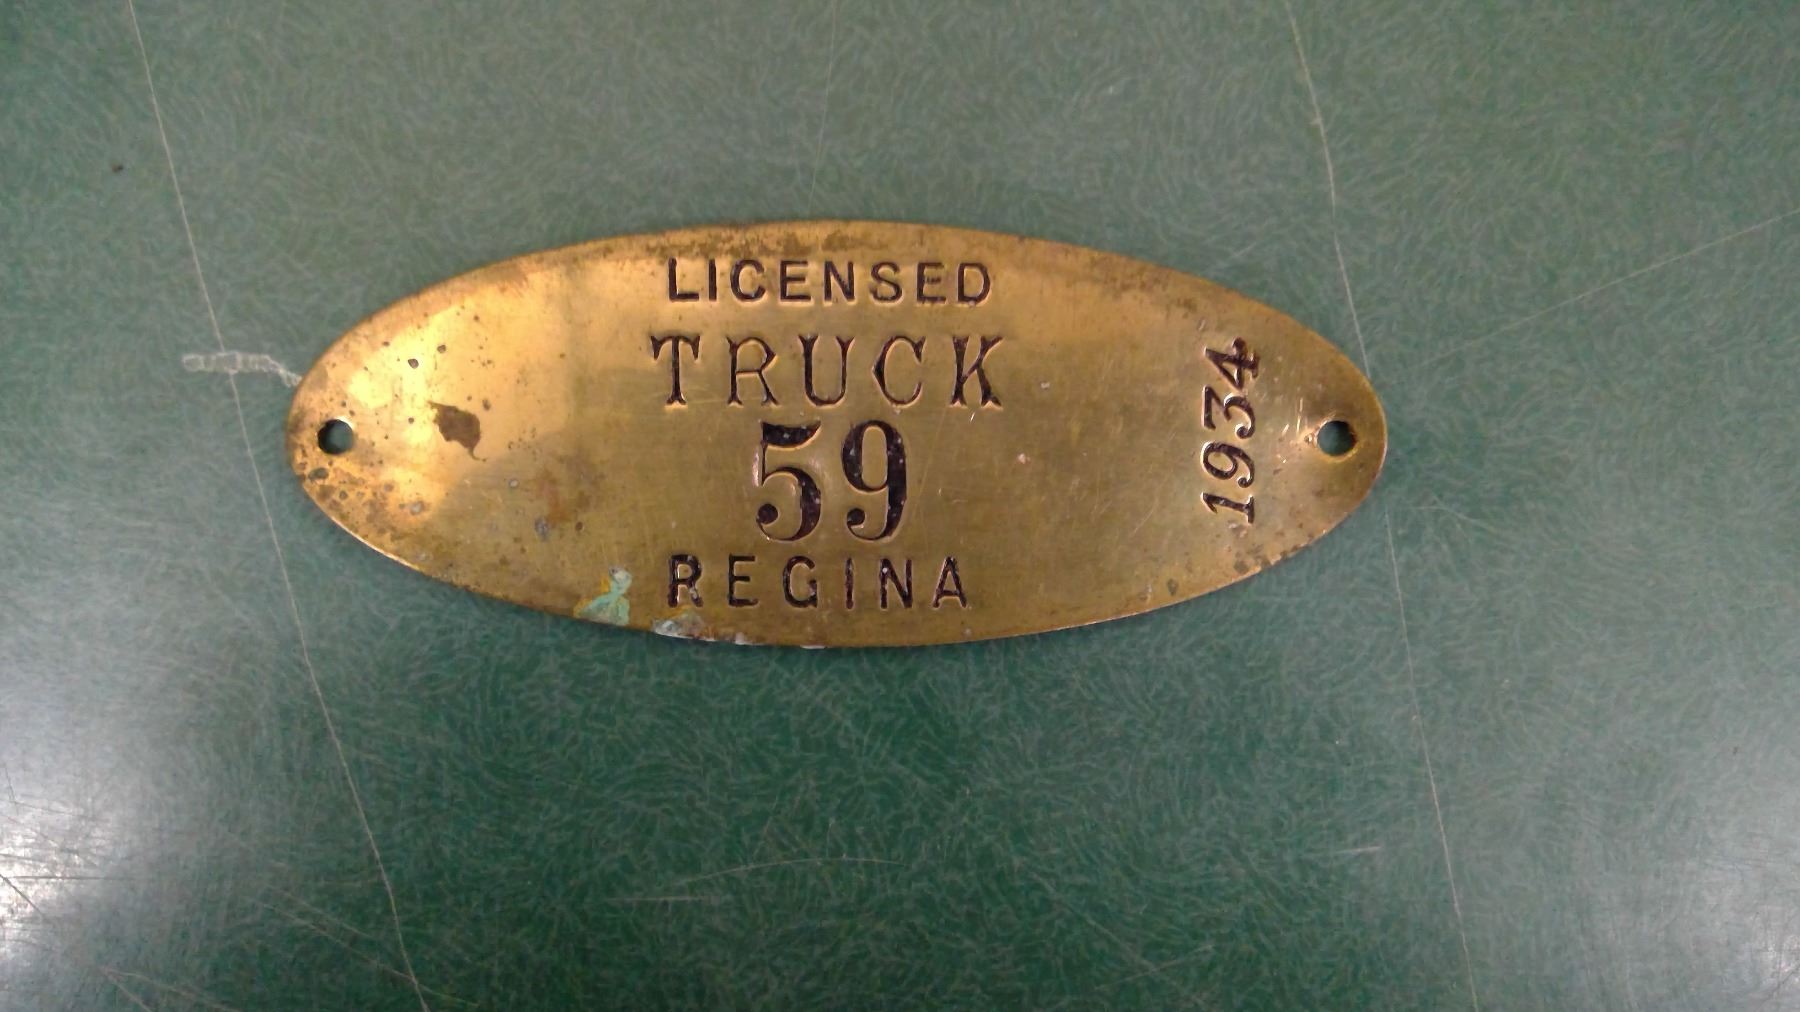 LICENSED
TRUCK
59
REGINA
1934